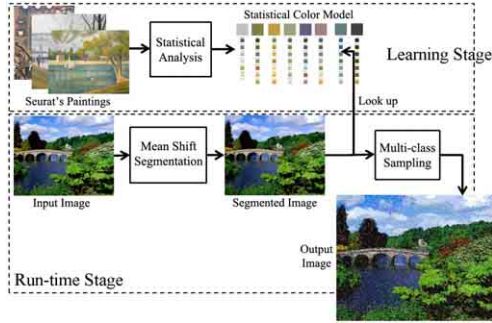 Statistical Color Model
Statistical
Analysis
Learning Stage
Seurat's Paintings
Look up
Mean Shift
Segmentation
Multi-class
Sampling
Input Image
Segmented Image
Output
Image
Run-time Stage